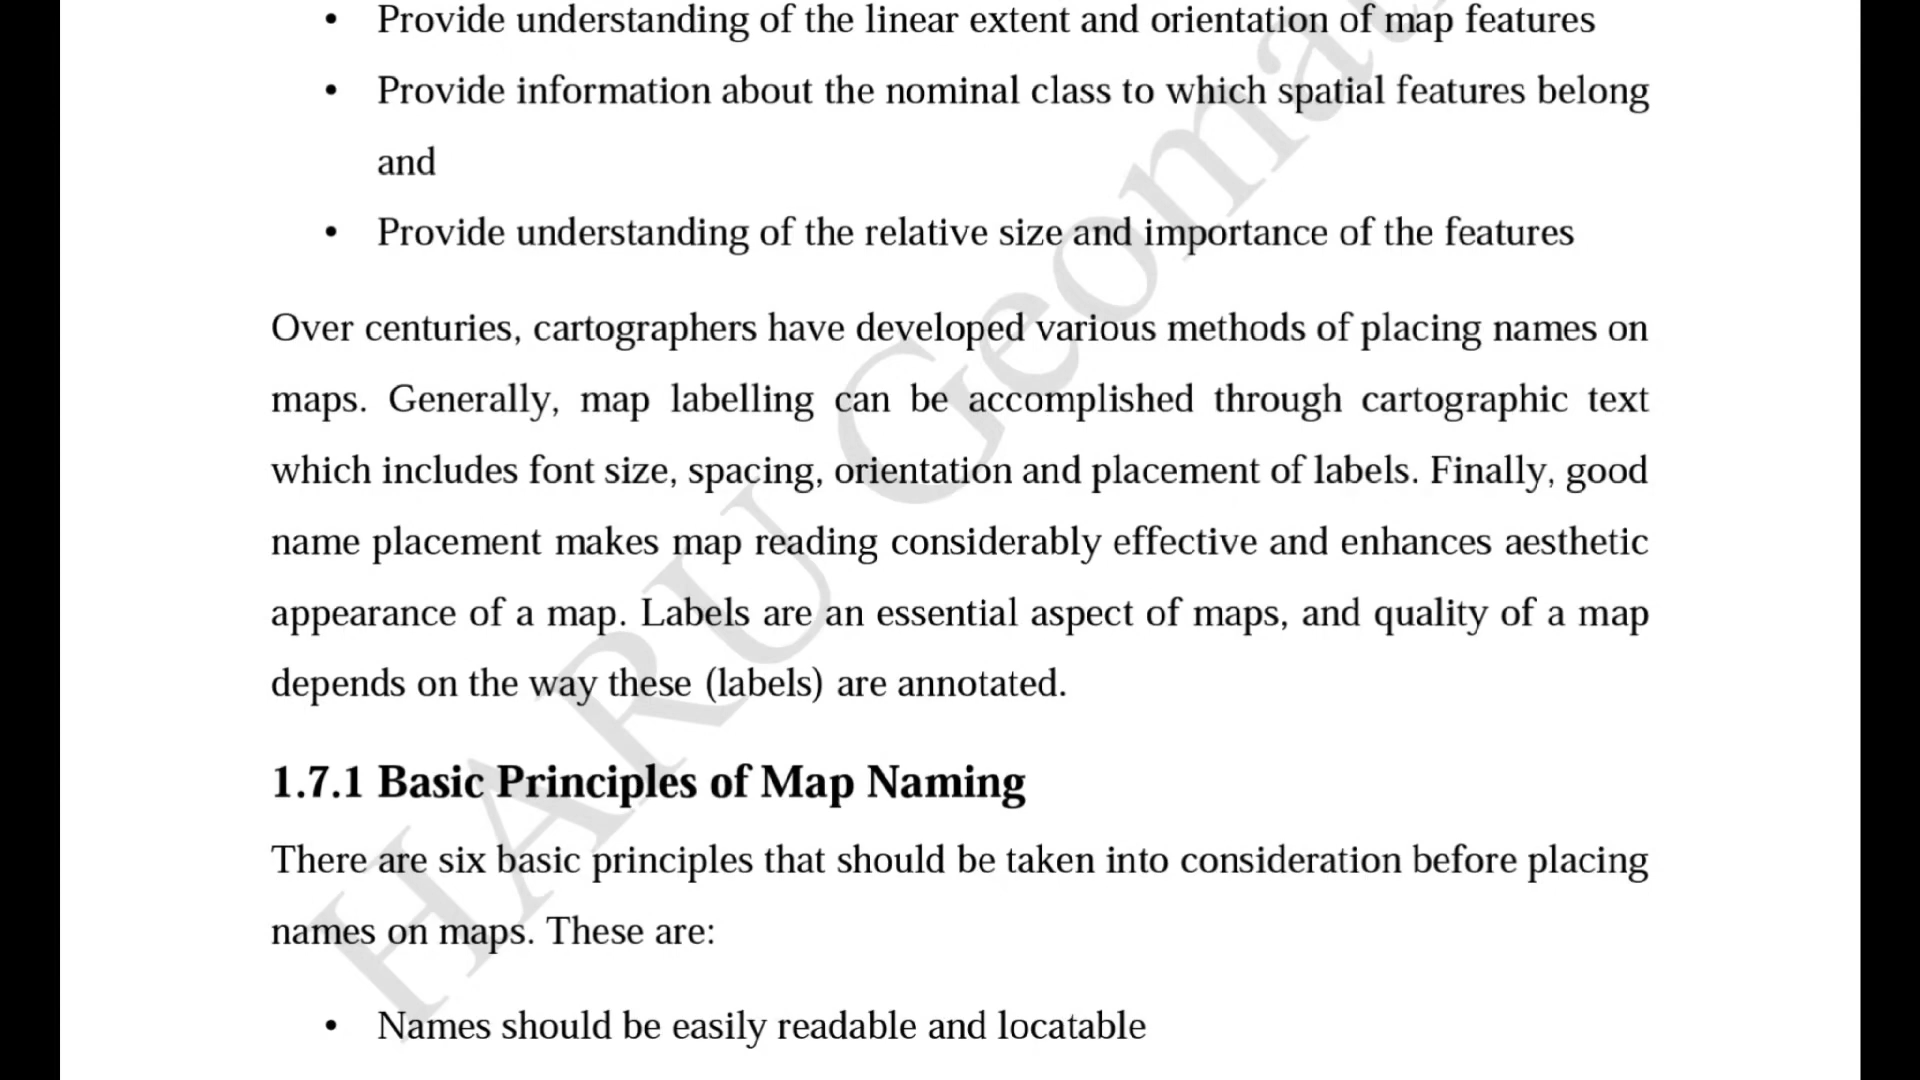 • Provide understanding of the linear extent and orientation of map features
• Provide information about the nominal class to which spatial features belong
and
• Provide understanding of the relative size and importance of the features
Over centuries, cartographers have developed various methods of placing names on
maps. Generally, map labelling can be accomplished through cartographic text
which includes font size, spacing, orientation and placement of labels. Finally, good
name placement makes map reading considerably effective and enhances aesthetic
appearance of a map. Labels are an essential aspect of maps, and quality of a map
depends on the way these (labels) are annotated.
1.7.1 Basic Principles of Map Naming
There are six basic principles that should be taken into consideration before placing
names on maps. These are:
• Names should be easily readable and locatable
HARU